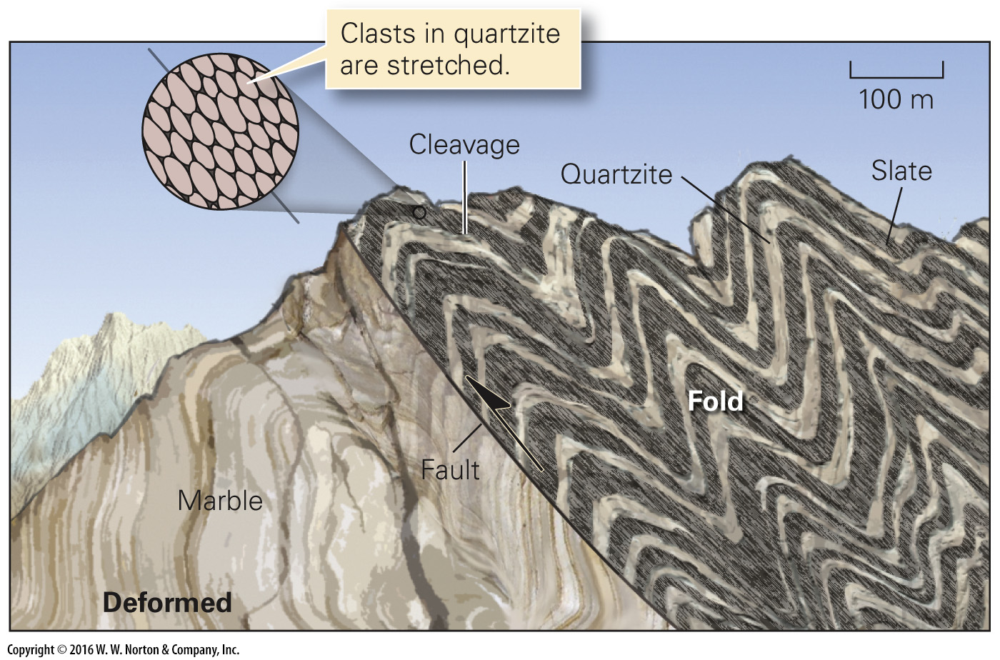 Clasts in quartzite
are stretched.
100 m
Cleavage
Quartzite
Slate
Fold
Fault
Marble
Deformed
Copyright © 2016 W. W. Norton & Company, Inc.